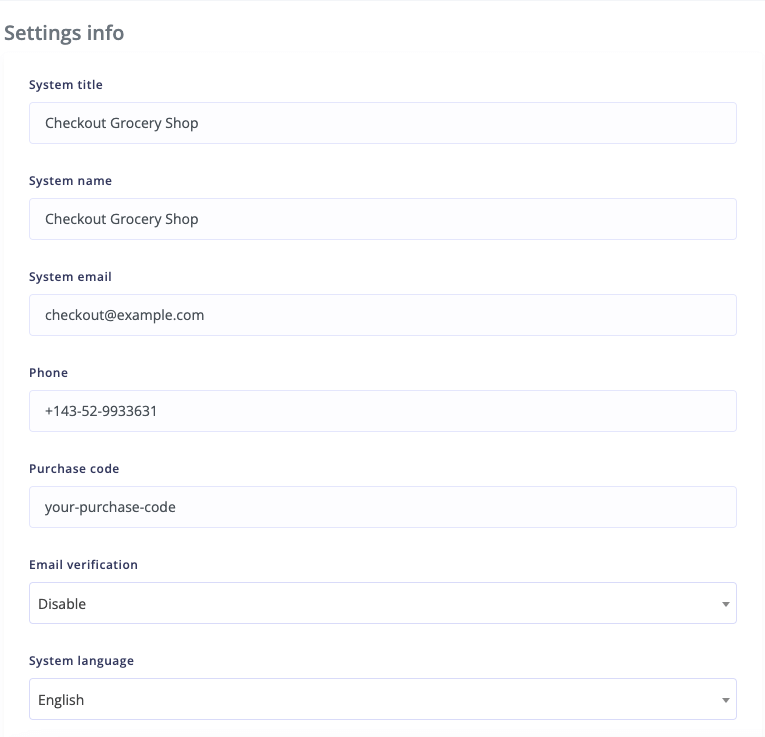 Settings info
System title
Checkout Grocery Shop
System name
Checkout Grocery Shop
System email
checkout@example.com
Phone
+143-52-9933631
Purchase code
your-purchase-code
Email verification
Disable
System language
English